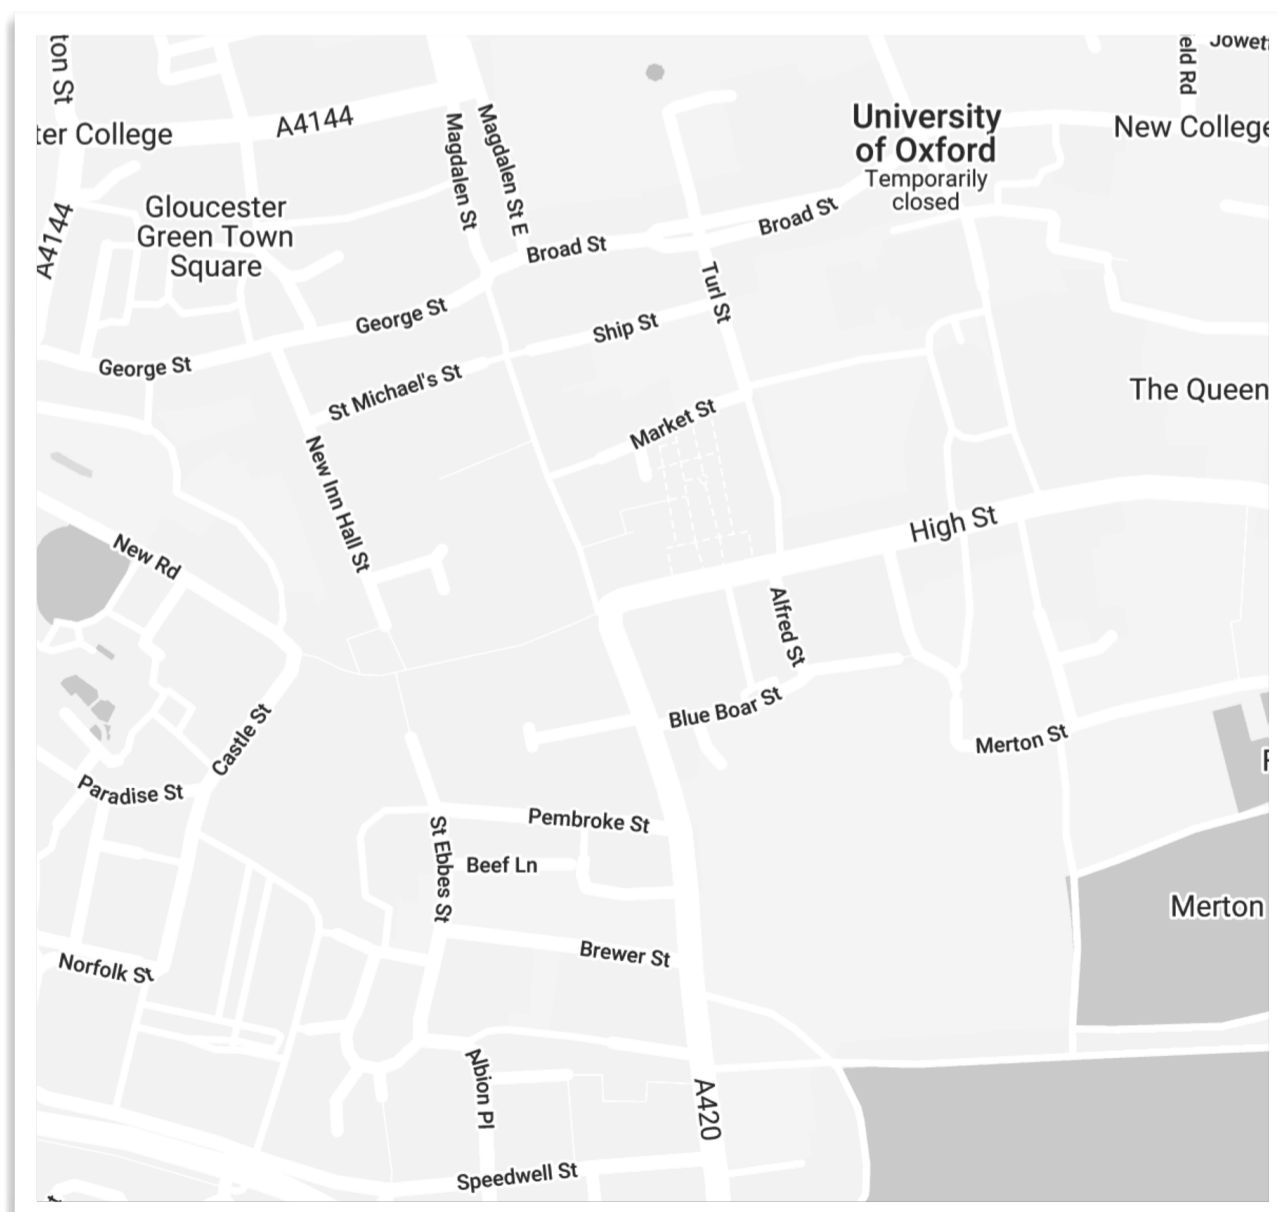 ton St
eld Rd
Jowet
ter College
A4144
Magdalen St
Magdalen St E
University
of Oxford
Temporarily
closed
New College
A4144
Gloucester
Green Town
Square
Broad St
Broad St
Turl St
George St
Ship St
George St
St Michael's St
The Queen
Market St
New Inn Hall St
High St
New Rd
Alfred St
Castle St
Blue Boar St
Merton St
Paradise St
Pembroke St
St Ebbes St
Beef Ln
Merton
Brewer St
Norfolk St
Albion Pl
A420
Speedwell St